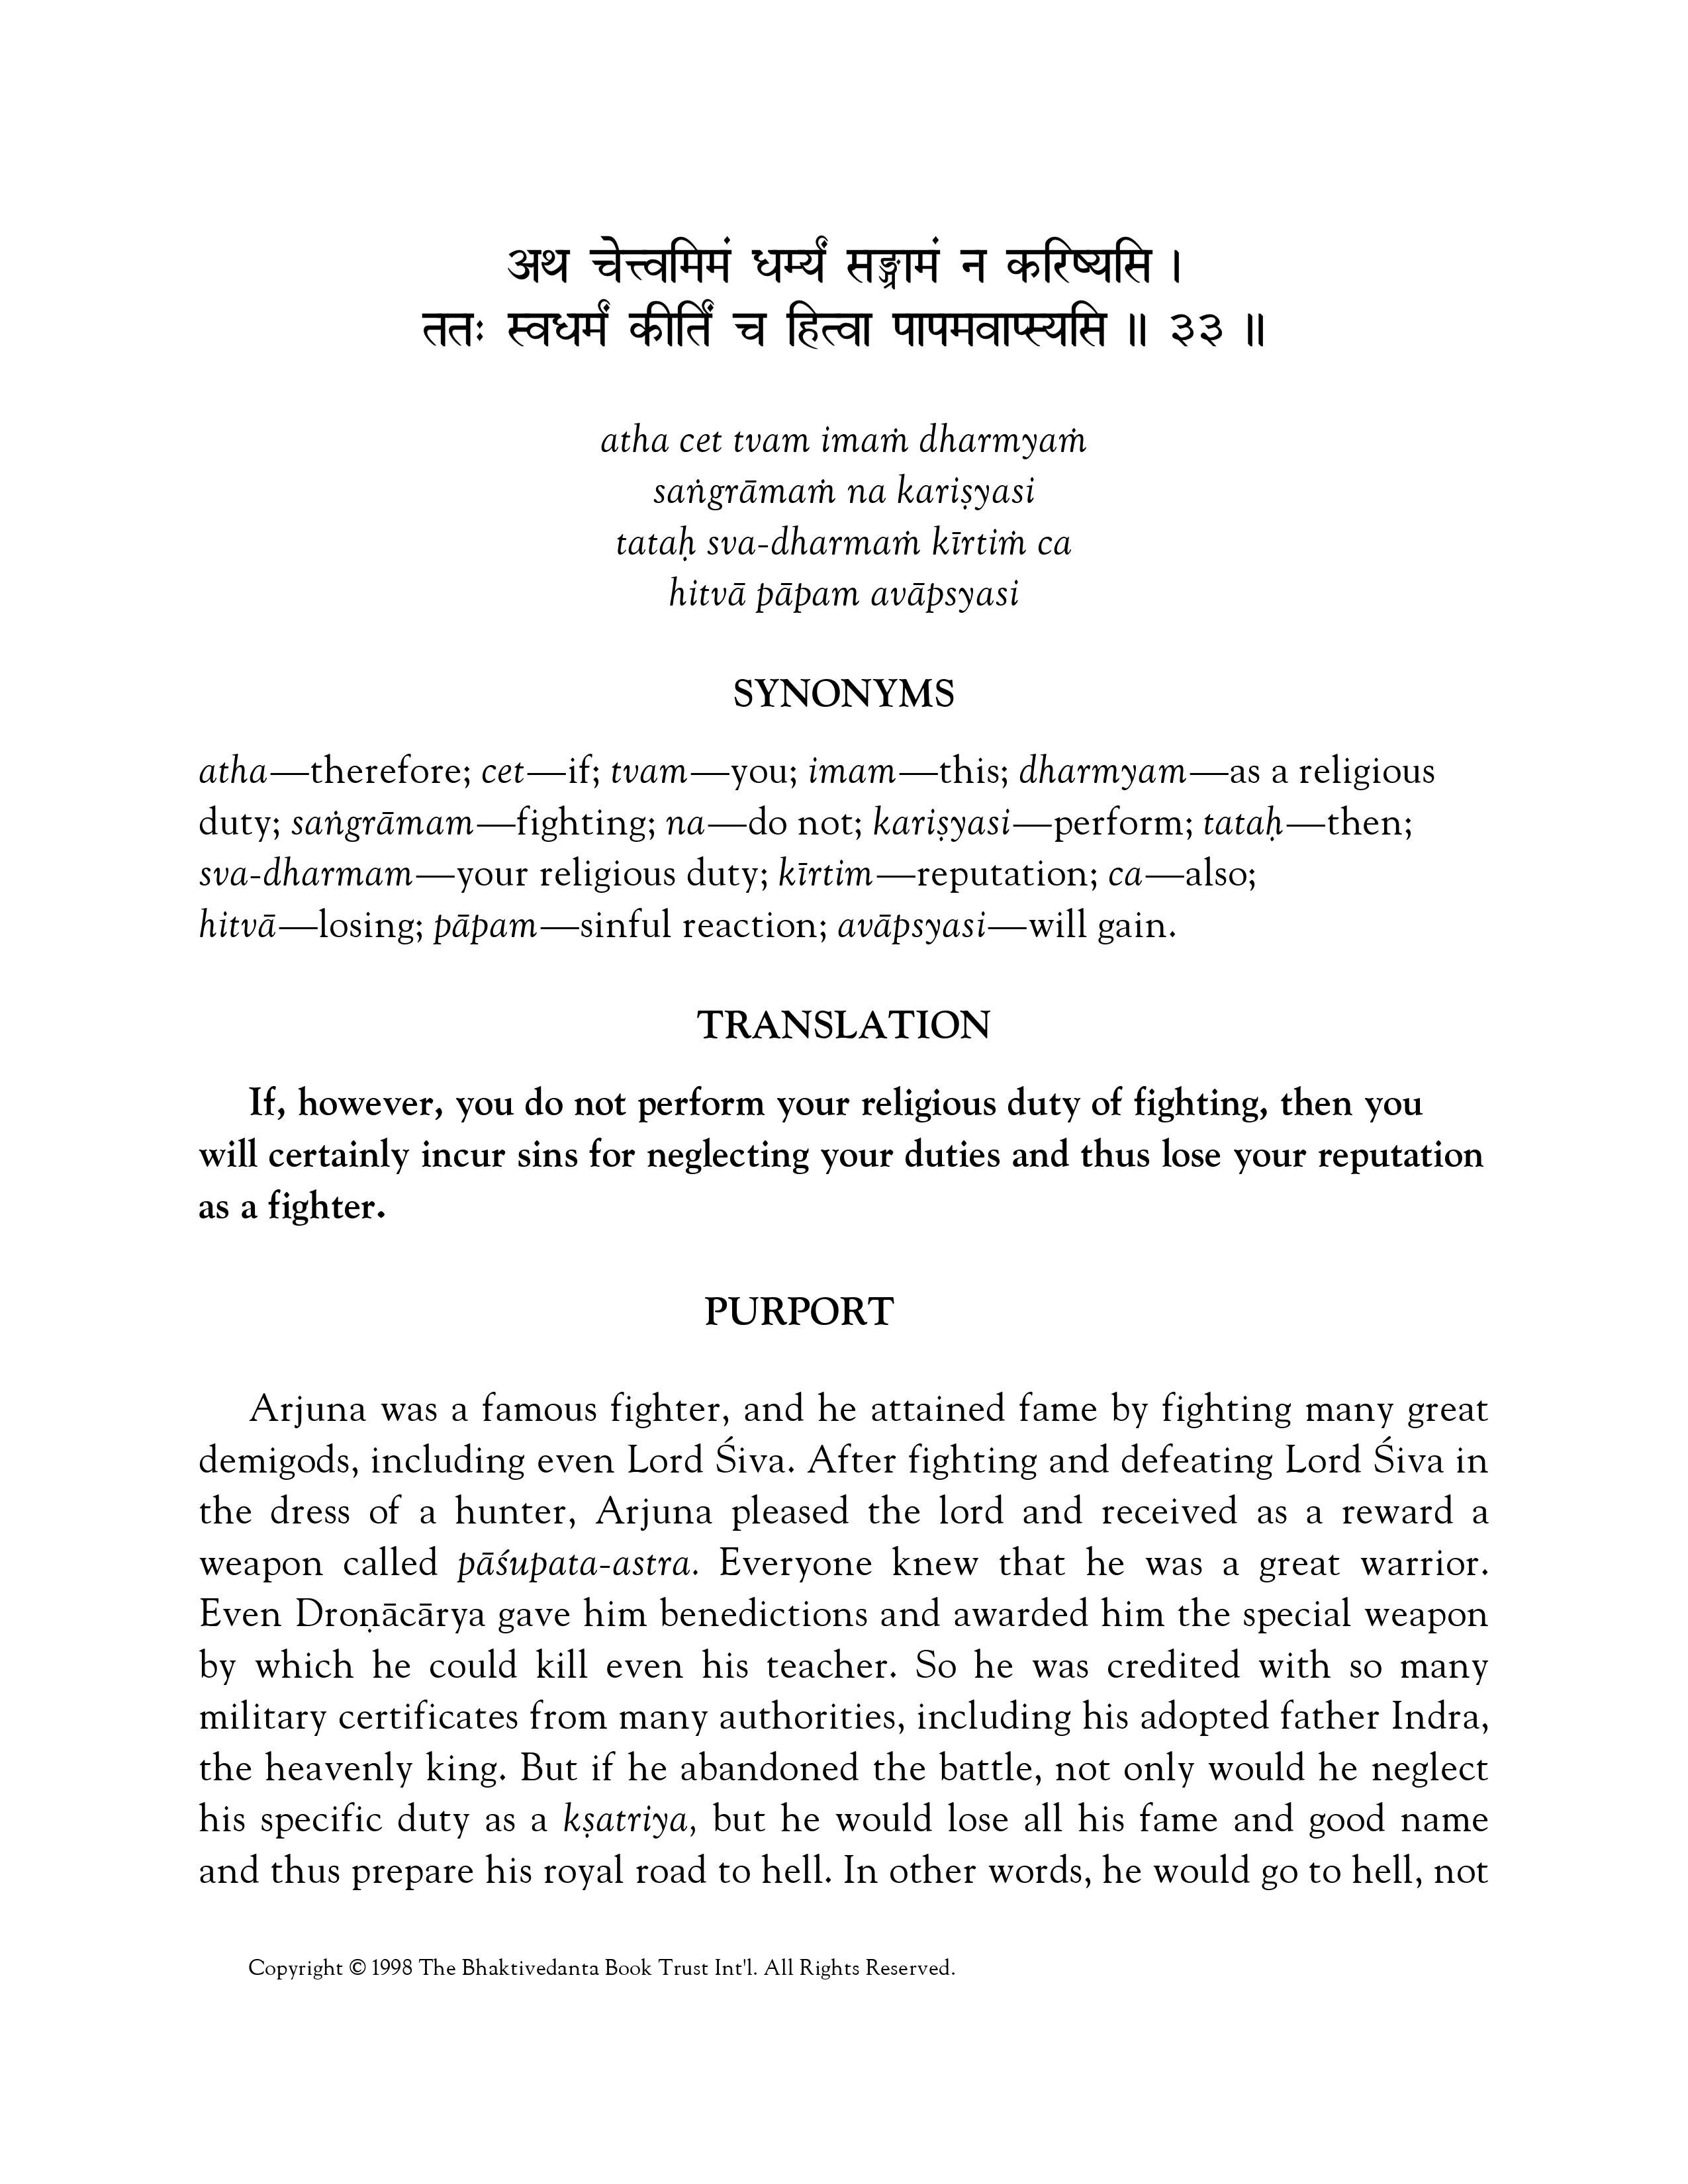 अथ चेत्त्वमिमं धर्म्यं सङ्ग्रामं न करिष्यसि ।
ततः स्वधर्मं कीर्तिं च हित्वा पापमवाप्स्यसि ॥ ३३ ॥
atha cet tvam imaṁ dharmyaṁ
saṅgrāmaṁ na kariṣyasi
tataḥ sva-dharmaṁ kīrtiṁ ca
hitvā pāpam avāpsyasi
SYNONYMS
atha—therefore; cet—if; tvam—you; imam—this; dharmyam—as a religious
duty; saṅgrāmam—fighting; na—do not; kariṣyasi—perform; tataḥ—then;
sva-dharmam—your religious duty; kīrtim—reputation; ca—also;
hitvā—losing; pāpam—sinful reaction; avāpsyasi—will gain.
TRANSLATION
If, however, you do not perform your religious duty of fighting, then you
will certainly incur sins for neglecting your duties and thus lose your reputation
as a fighter.
PURPORT
Arjuna was a famous fighter, and he attained fame by fighting many great
demigods, including even Lord Śiva. After fighting and defeating Lord Śiva in
the dress of a hunter, Arjuna pleased the lord and received as a reward a
weapon called pāśupata-astra. Everyone knew that he was a great warrior.
Even Droṇācārya gave him benedictions and awarded him the special weapon
by which he could kill even his teacher. So he was credited with so many
military certificates from many authorities, including his adopted father Indra,
the heavenly king. But if he abandoned the battle, not only would he neglect
his specific duty as a kṣatriya, but he would lose all his fame and good name
and thus prepare his royal road to hell. In other words, he would go to hell, not
Copyright © 1998 The Bhaktivedanta Book Trust Int'l. All Rights Reserved.